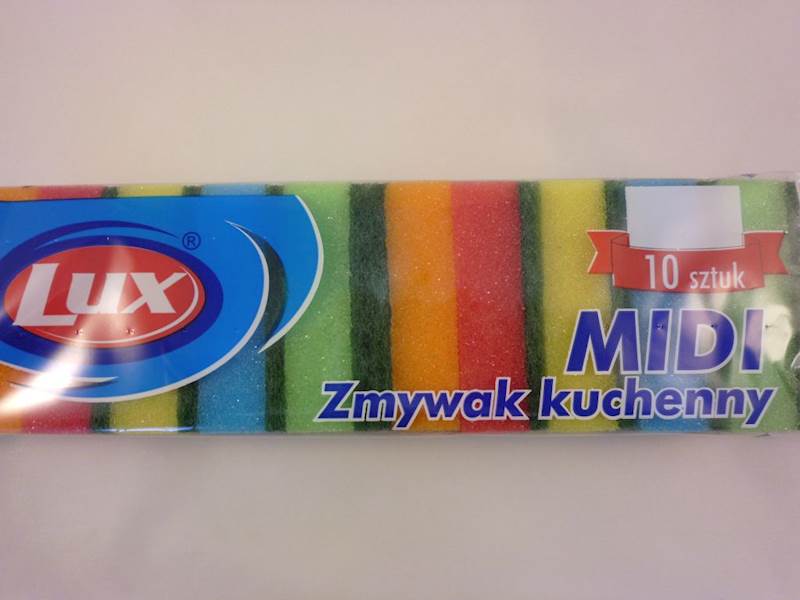 Lux ®
10 sztuk
MIDI
Zmywak kuchenny